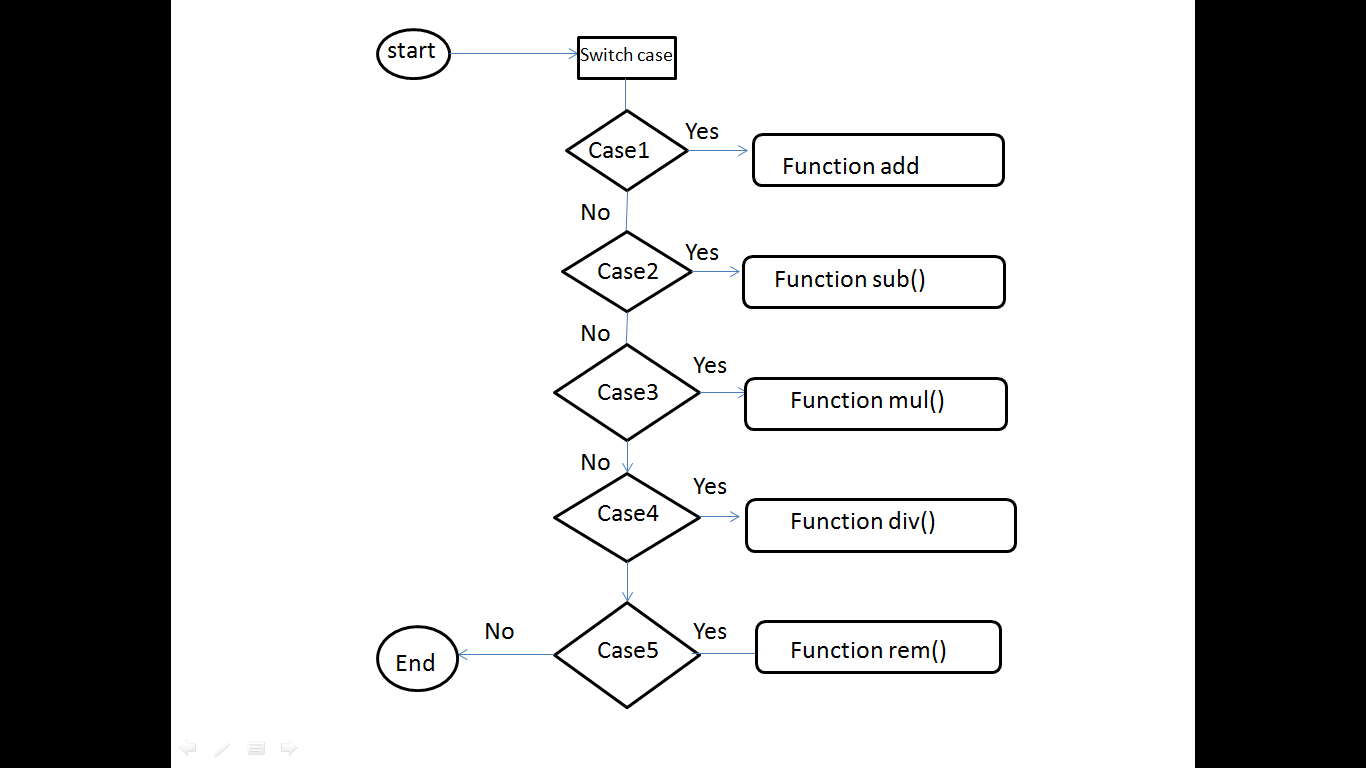 start
Switch case
Case1
Yes
Function add
No
Case2
Yes
Function sub()
No
Case3
Yes
Function mul()
No
Case4
Yes
Function div()
Case5
Yes
Function rem()
No
End